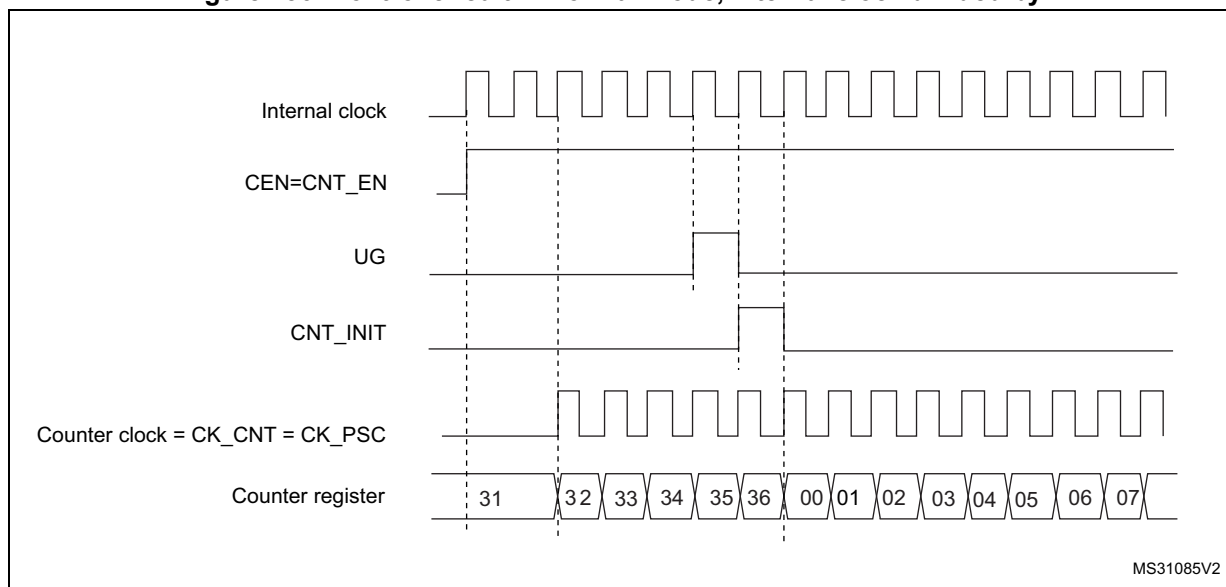 Internal clock
CEN=CNT_EN
UG
CNT_INIT
Counter clock = CK_CNT = CK_PSC
Counter register 31 32 33 34 35 36 00 01 02 03 04 05 06 07
MS31085V2